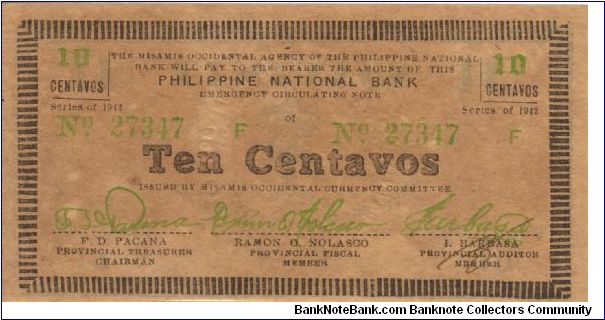 10 THE MISAMIS OCCIDENTAL AGENCY OF THE PHILIPPINE NATIONAL 10
CENTAVOS BANK WILL PAY TO THE BEARER THE AMOUNT OF THIS CENTAVOS
PHILIPPINE NATIONAL BANK
EMERGENCY CIRCULATING NOTE
Series of 1942 Series of 1942
of
Nº 27347 F Nº 27347 F
Ten Centavos
ISSUED BY MISAMIS OCCIDENTAL CURRENCY COMMITTEE
F. D. PACANA RAMON O. NOLASCO I. BARBASA
PROVINCIAL TREASURER PROVINCIAL FISCAL PROVINCIAL AUDITOR
CHAIRMAN MEMBER MEMBER
BankNoteBank.com Banknote Collectors Community